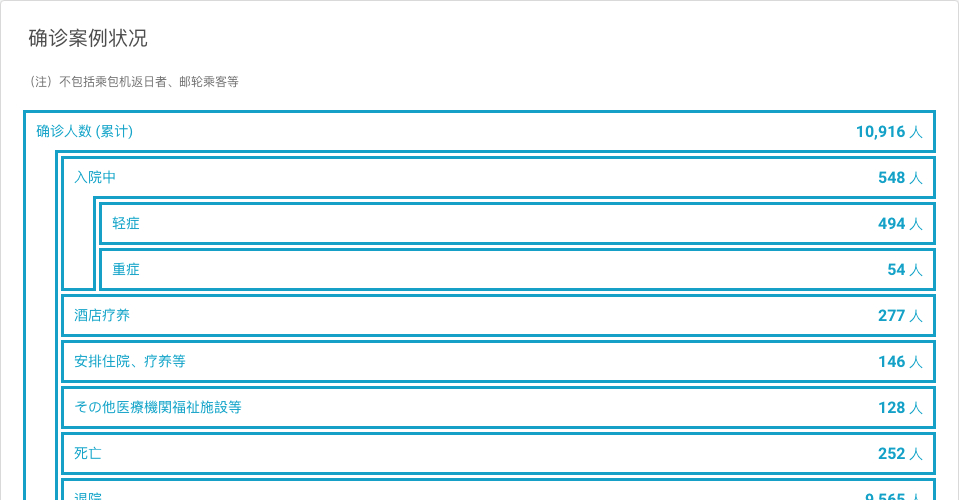 确诊案例状况
（注）不包括乘包机返日者、邮轮乘客等
确诊人数 (累计) 10,916 人
入院中 548 人
轻症 494 人
重症 54 人
酒店疗养 277 人
安排住院、疗养等 146 人
その他医療機関福祉施設等 128 人
死亡 252 人
退院 9,565 人